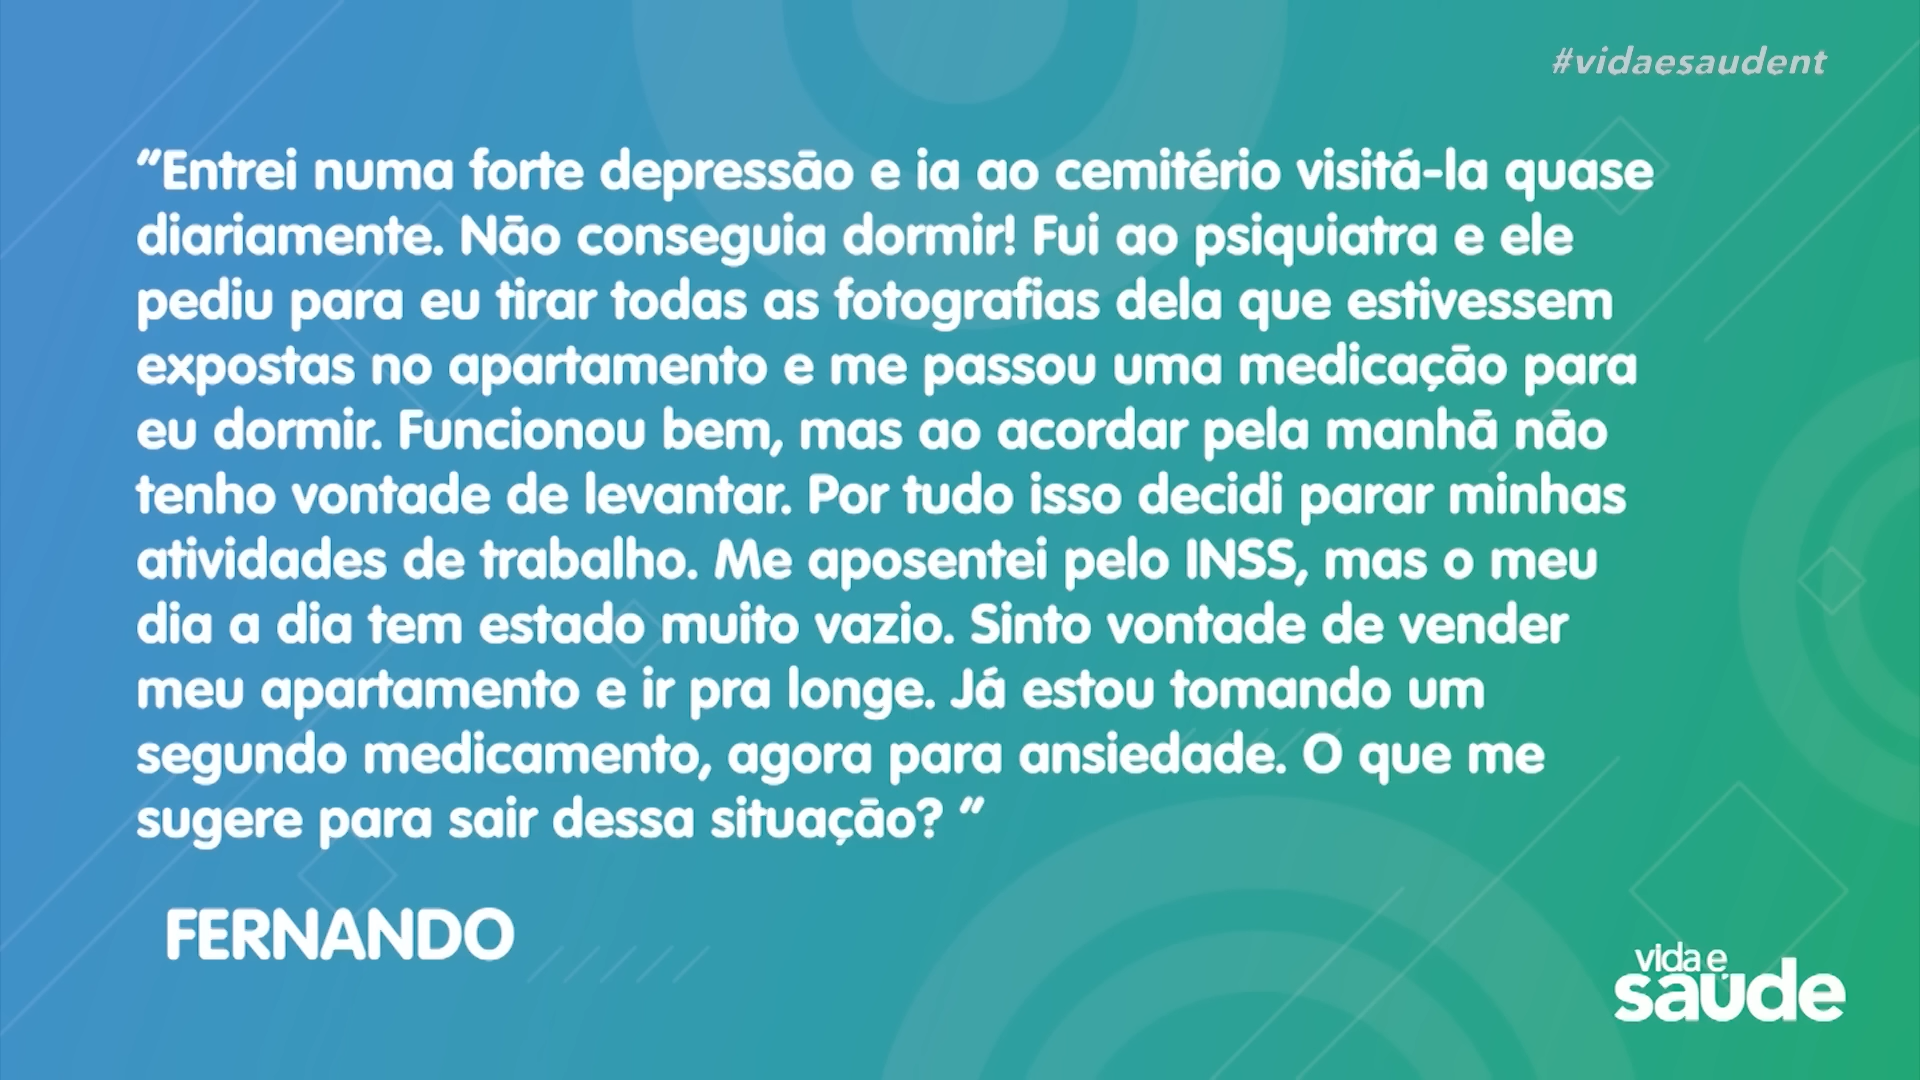 #vidaesaudent
"Entrei numa forte depressão e ia ao cemitério visitá-la quase
diariamente. Não conseguia dormir! Fui ao psiquiatra e ele
pediu para eu tirar todas as fotografias dela que estivessem
expostas no apartamento e me passou uma medicação para
eu dormir. Funcionou bem, mas ao acordar pela manhã não
tenho vontade de levantar. Por tudo isso decidi parar minhas
atividades de trabalho. Me aposentei pelo INSS, mas o meu
dia a dia tem estado muito vazio. Sinto vontade de vender
meu apartamento e ir pra longe. Já estou tomando um
segundo medicamento, agora para ansiedade. O que me
sugere para sair dessa situação? "
FERNANDO
vida e
saúde